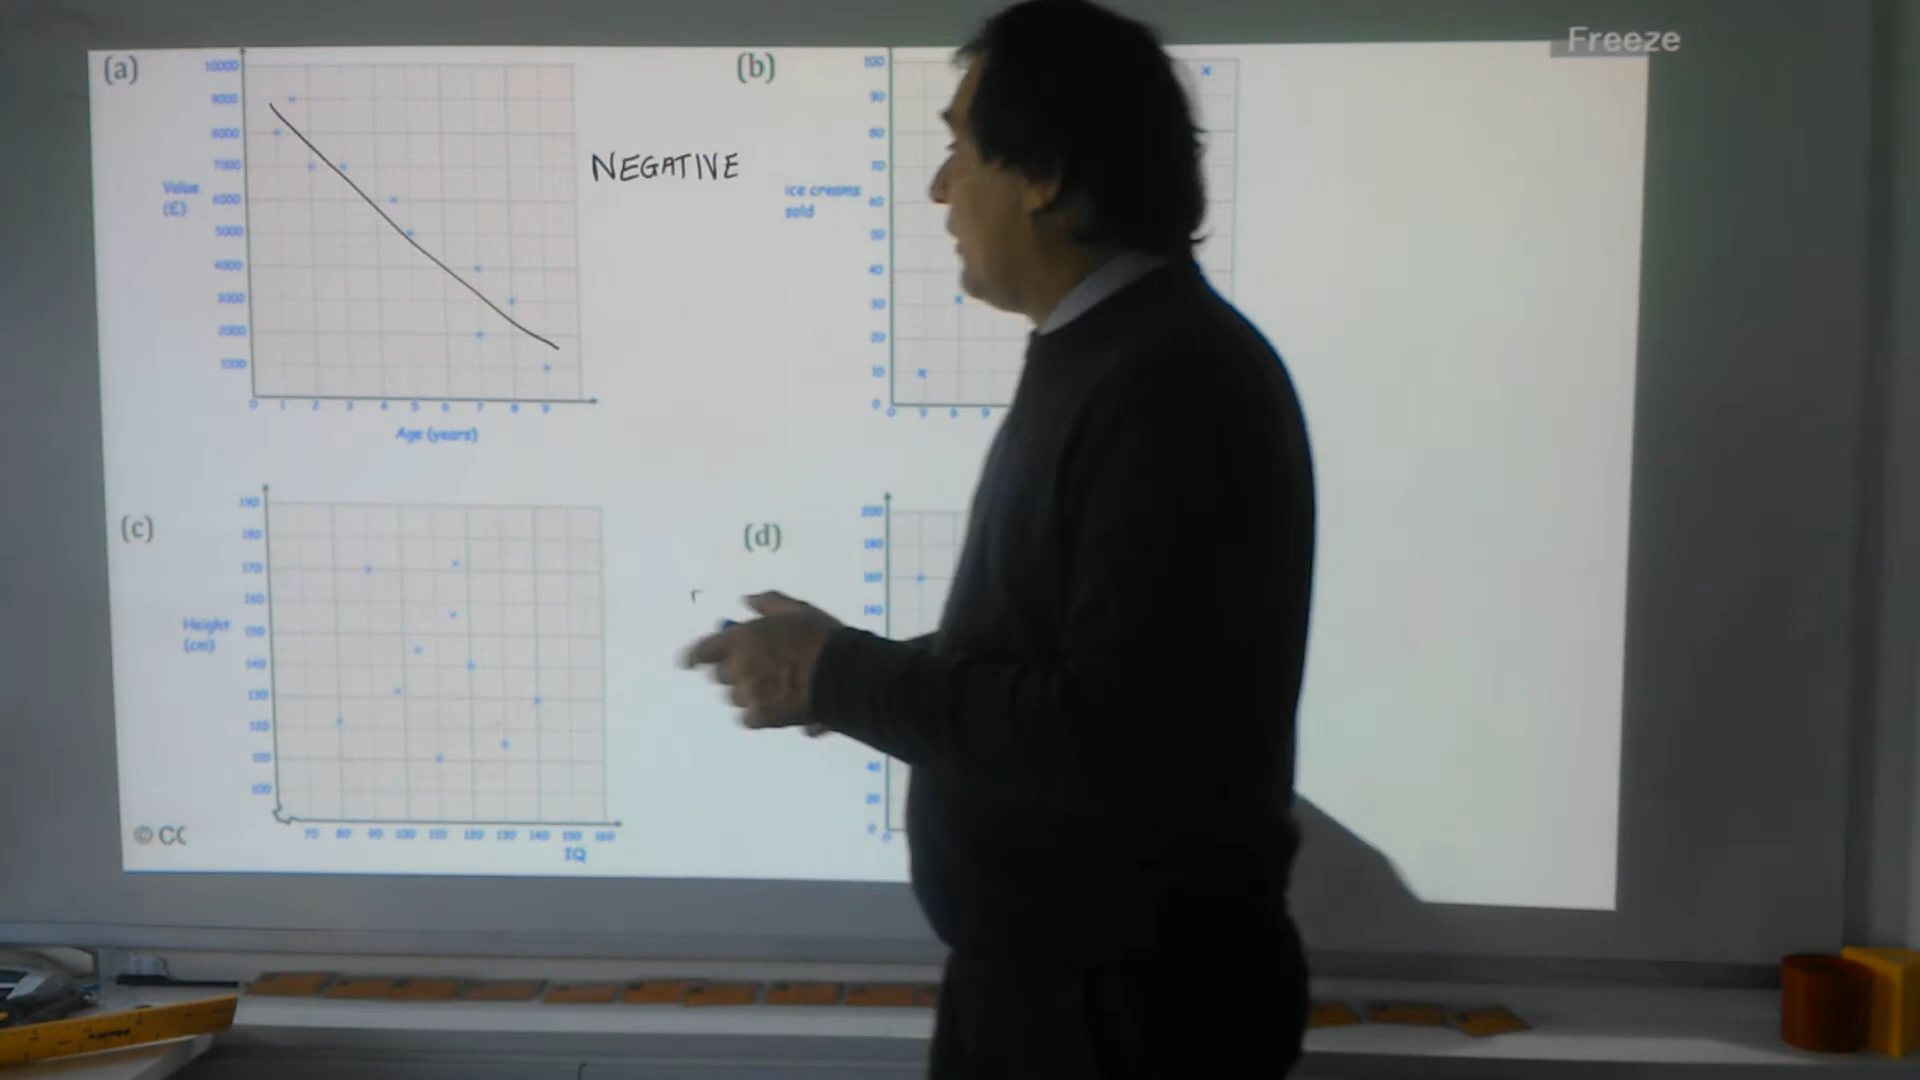 Freeze
(a)
10000
9000
8000
7000
6000
5000
4000
3000
2000
1000
Value
(£)
0 1 2 3 4 5 6 7 8 9
Age (years)
NEGATIVE
(b)
100
90
80
70
60
50
40
30
20
10
0
ice creams
sold
0
(c)
190
180
170
160
150
140
130
120
110
100
Height
(cm)
70 80 90 100 110 120 130 140 150 160
IQ
(d)
200
180
160
140
40
20
0
0